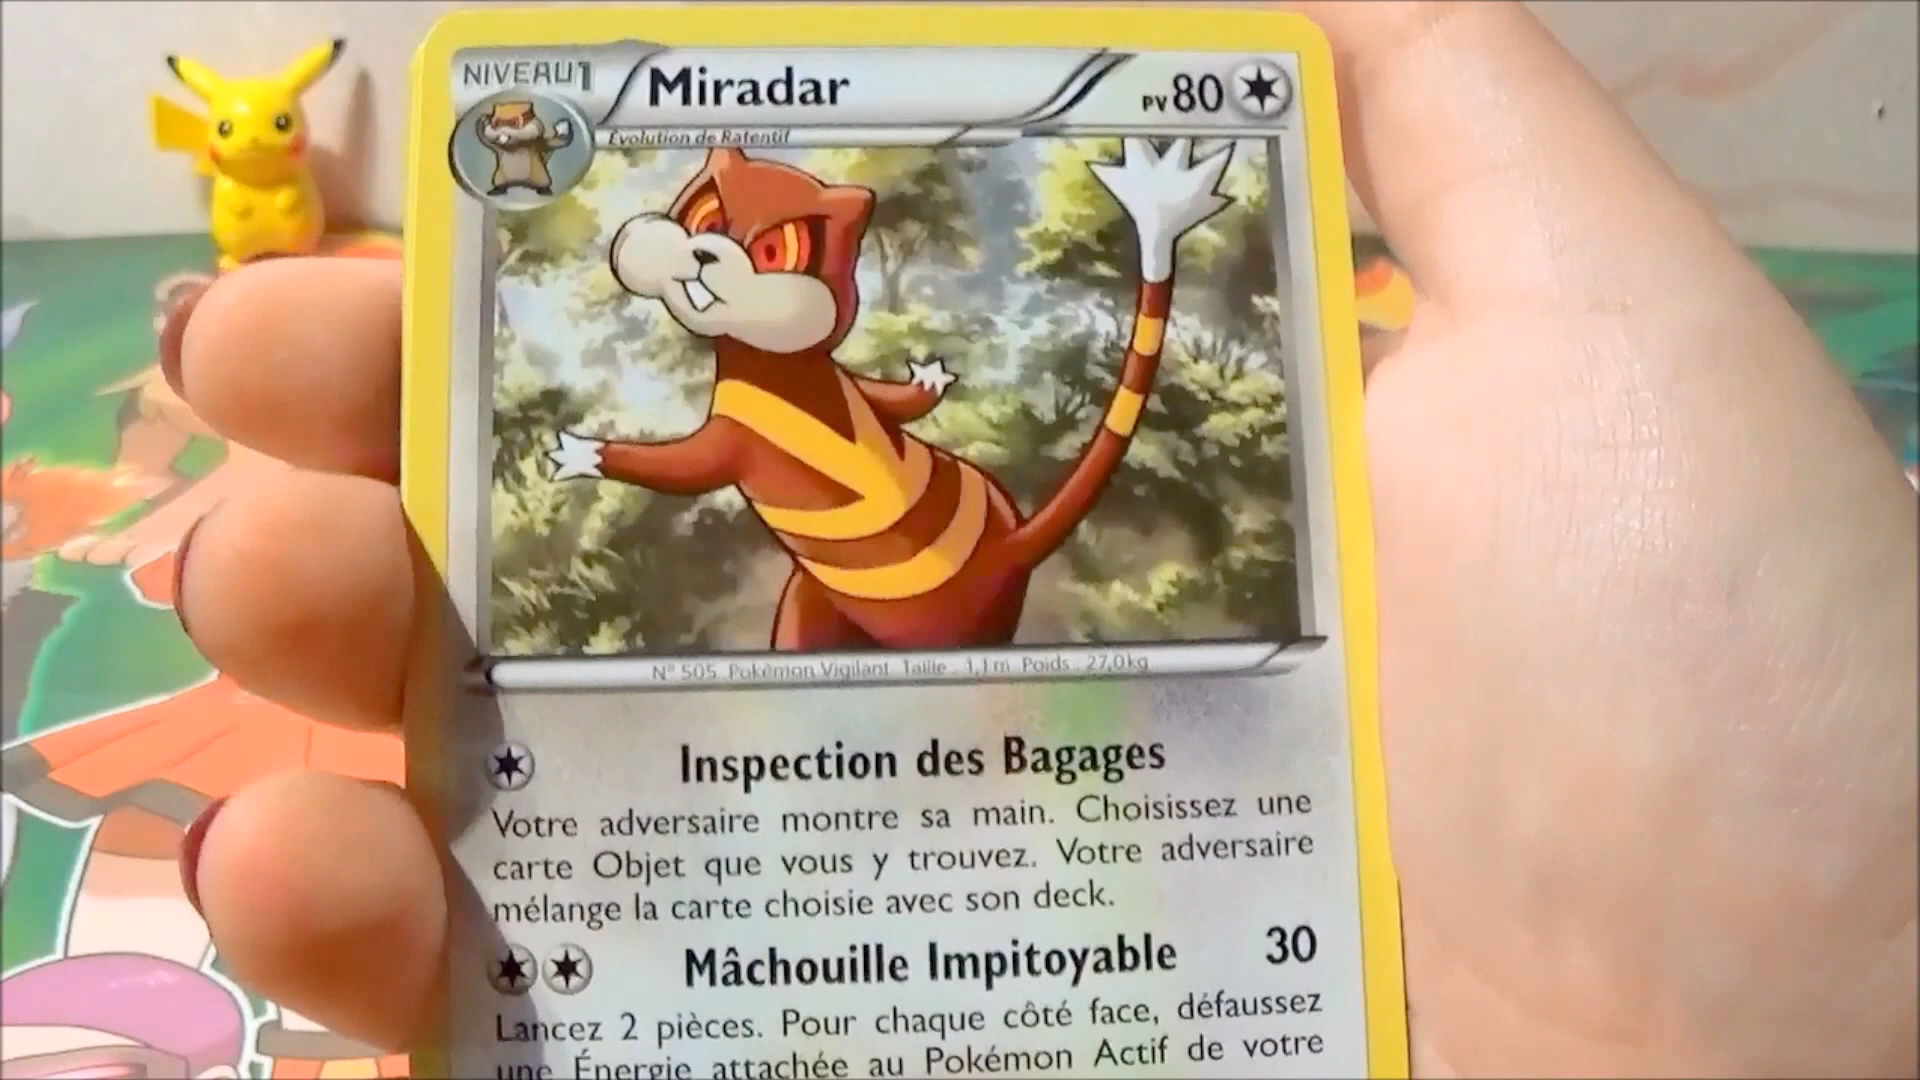 NIVEAU 1
Miradar
PV 80
Évolution de Ratentif
N° 505 Pokémon Vigilant Taille : 1,1 m Poids : 27,0 kg
Inspection des Bagages
Votre adversaire montre sa main. Choisissez une
carte Objet que vous y trouvez. Votre adversaire
mélange la carte choisie avec son deck.
Mâchouille Impitoyable 30
Lancez 2 pièces. Pour chaque côté face, défaussez
une Énergie attachée au Pokémon Actif de votre